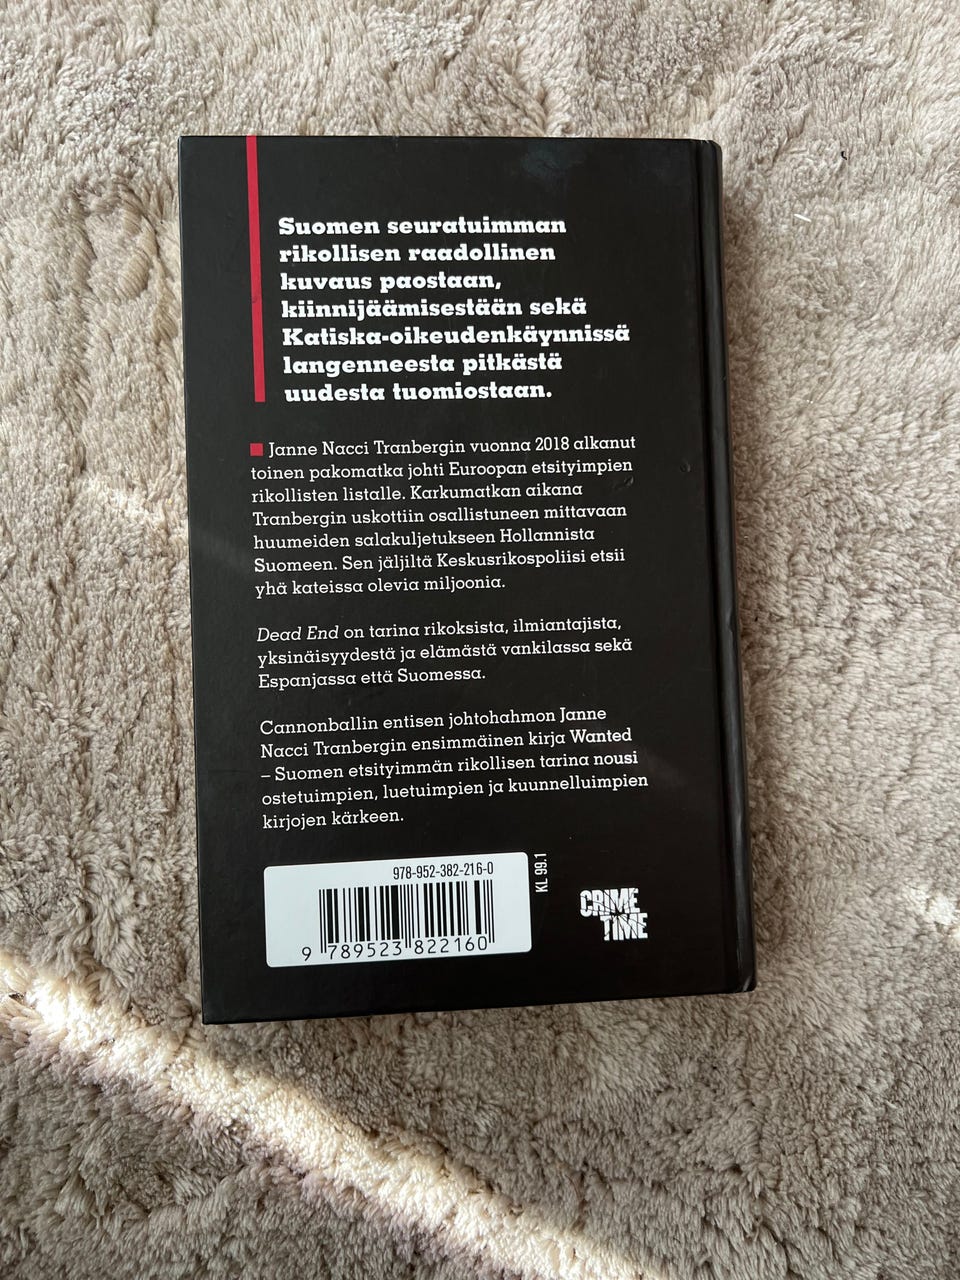 Suomen seuratuimman
rikollisen raadollinen
kuvaus paostaan,
kiinnijäämisestään sekä
Katiska-oikeudenkäynnissä
langenneesta pitkästä
uudesta tuomiostaan.
Janne Nacci Tranbergin vuonna 2018 alkanut
toinen pakomatka johti Euroopan etsityimpien
rikollisten listalle. Karkumatkan aikana
Tranbergin uskottiin osallistuneen mittavaan
huumeiden salakuljetukseen Hollannista
Suomeen. Sen jäljiltä Keskusrikospoliisi etsii
yhä kateissa olevia miljoonia.
Dead End on tarina rikoksista, ilmiantajista,
yksinäisyydestä ja elämästä vankilassa sekä
Espanjassa että Suomessa.
Cannonballin entisen johtohahmon Janne
Nacci Tranbergin ensimmäinen kirja Wanted
– Suomen etsityimmän rikollisen tarina nousi
ostetuimpien, luetuimpien ja kuunnelluimpien
kirjojen kärkeen.
978-952-382-216-0
9 789523 822160
KL 99.1
CRIME
TIME